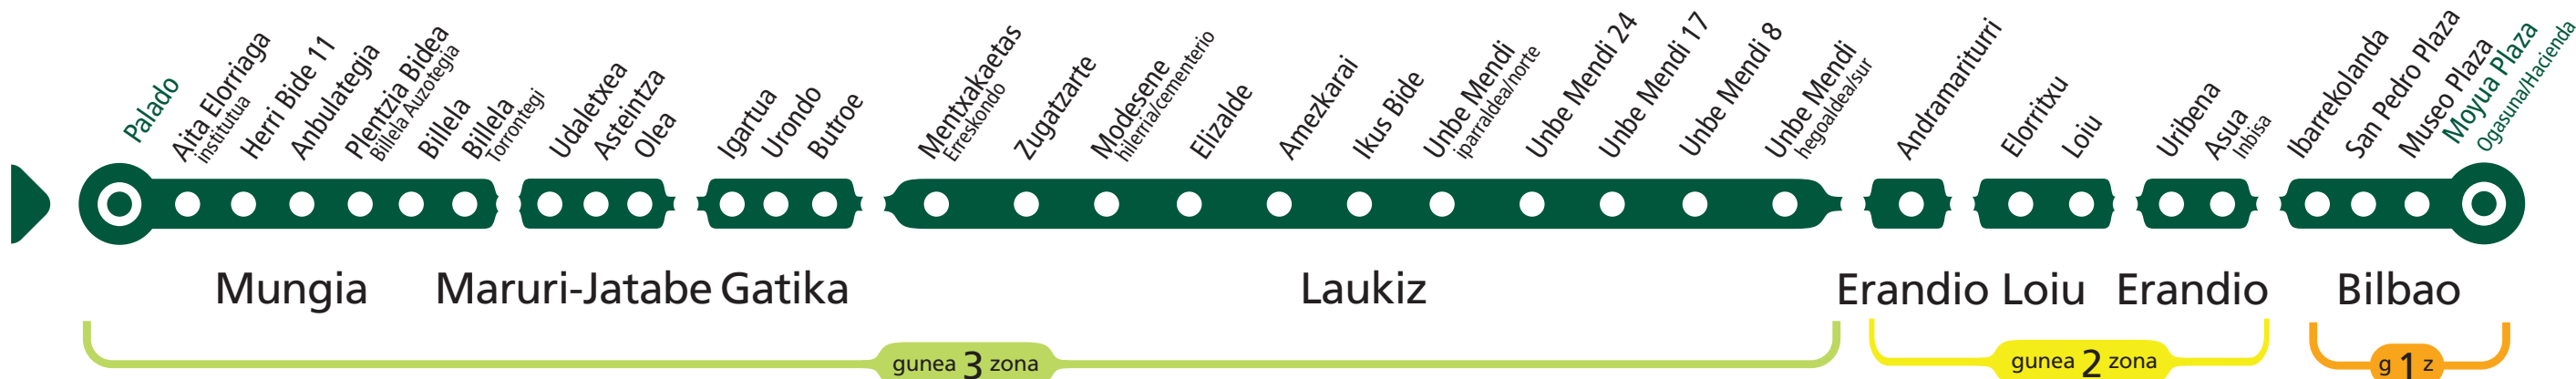 Palado
Aita Elorriaga
institutua
Herri Bide 11
Anbulategia
Plentzia Bidea
Billela Auzotegia
Billela
Billela
Torrontegi
Udaletxea
Asteintza
Olea
Igartua
Urondo
Butroe
Mentxakaetas
Erreskondo
Zugatzarte
Modesene
hilerria/cementerio
Elizalde
Amezkarai
Ikus Bide
Unbe Mendi
iparraldea/norte
Unbe Mendi 24
Unbe Mendi 17
Unbe Mendi 8
Unbe Mendi
hegoaldea/sur
Andramariturri
Elorritxu
Loiu
Uribena
Asua
Inbisa
Ibarrekolanda
San Pedro Plaza
Museo Plaza
Moyua Plaza
Ogasuna/Hacienda
Mungia
Maruri-Jatabe
Gatika
Laukiz
Erandio
Loiu
Erandio
Bilbao
gunea 3 zona
gunea 2 zona
g 1 z